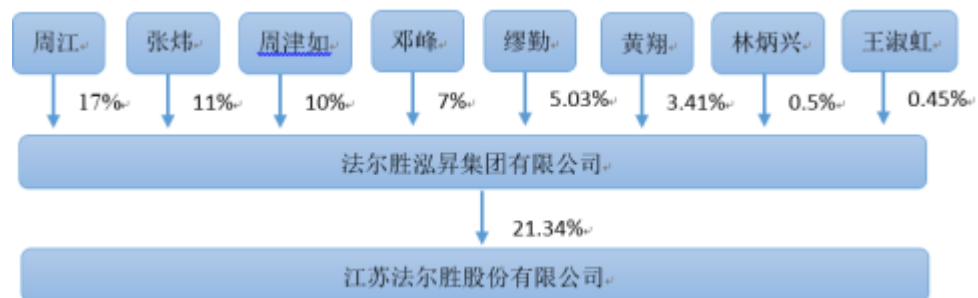 周江 张炜 周津如 邓峰 缪勤 黄翔 林炳兴 王淑虹
17% 11% 10% 7% 5.03% 3.41% 0.5% 0.45%
法尔胜泓昇集团有限公司
21.34%
江苏法尔胜股份有限公司